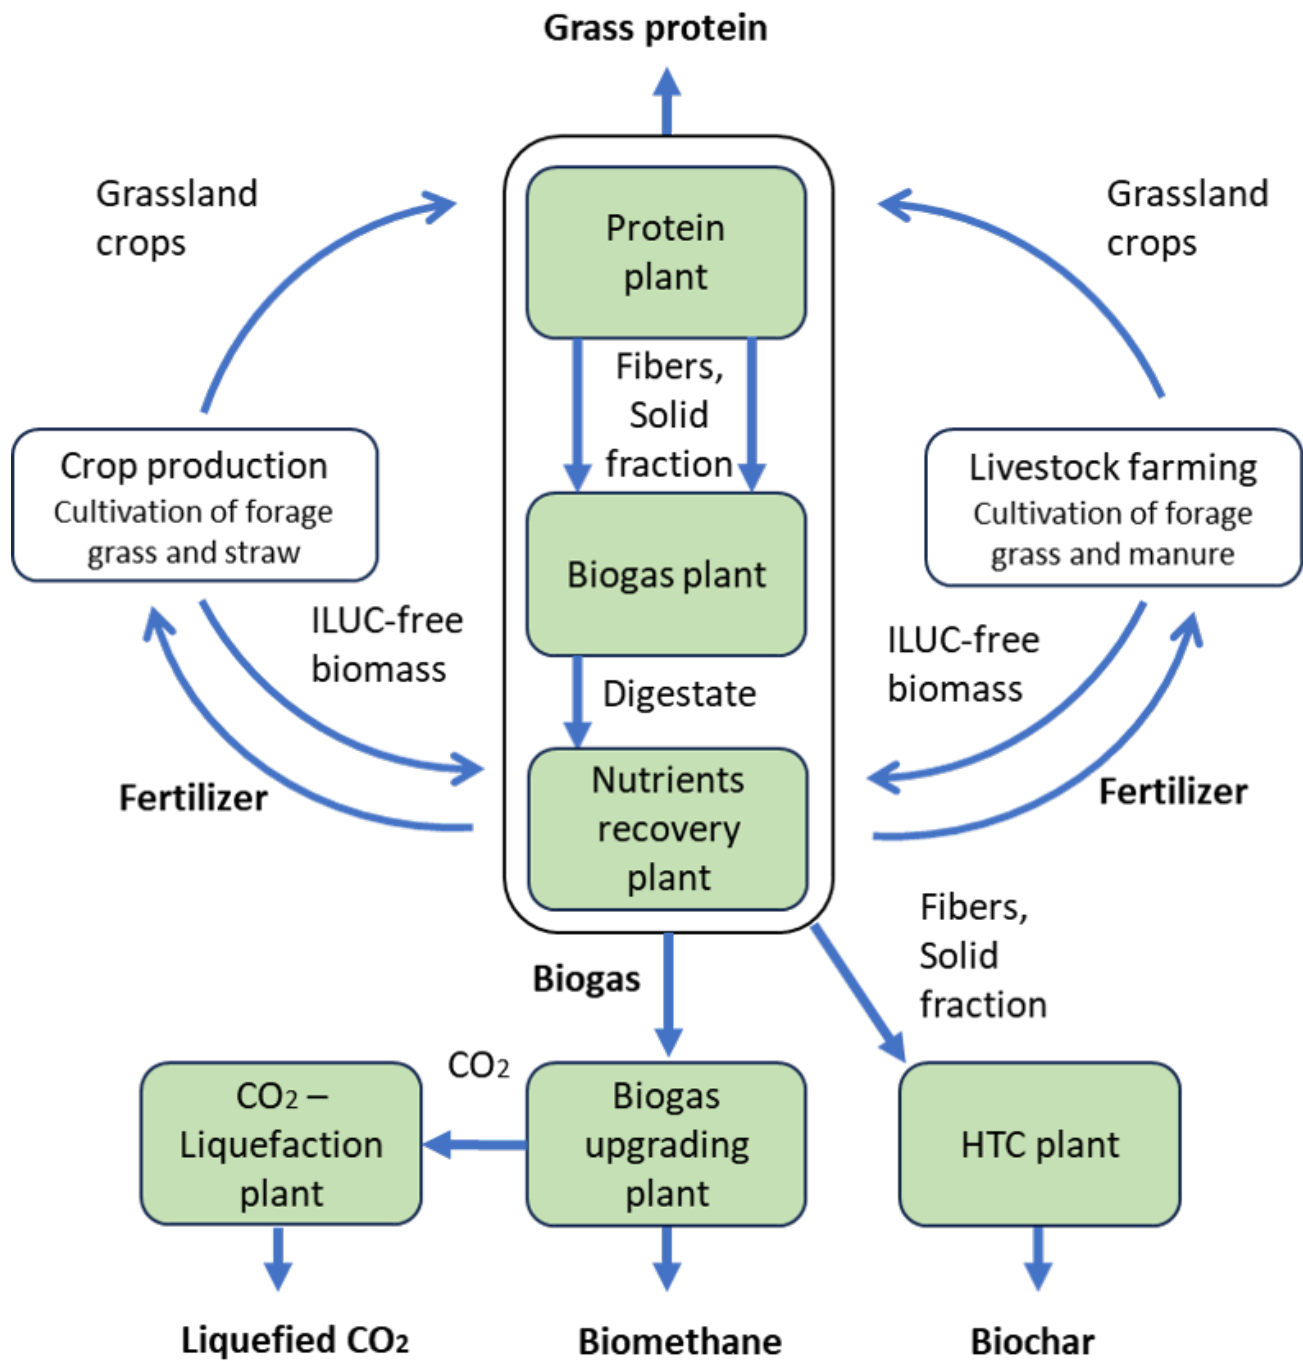 Grass protein
Grassland
crops
Grassland
crops
Protein
plant
Fibers,
Solid
fraction
Crop production
Cultivation of forage
grass and straw
Livestock farming
Cultivation of forage
grass and manure
Biogas plant
ILUC-free
biomass
ILUC-free
biomass
Digestate
Fertilizer
Fertilizer
Nutrients
recovery
plant
Fibers,
Solid
fraction
Biogas
CO2
CO2 –
Liquefaction
plant
Biogas
upgrading
plant
HTC plant
Liquefied CO2
Biomethane
Biochar